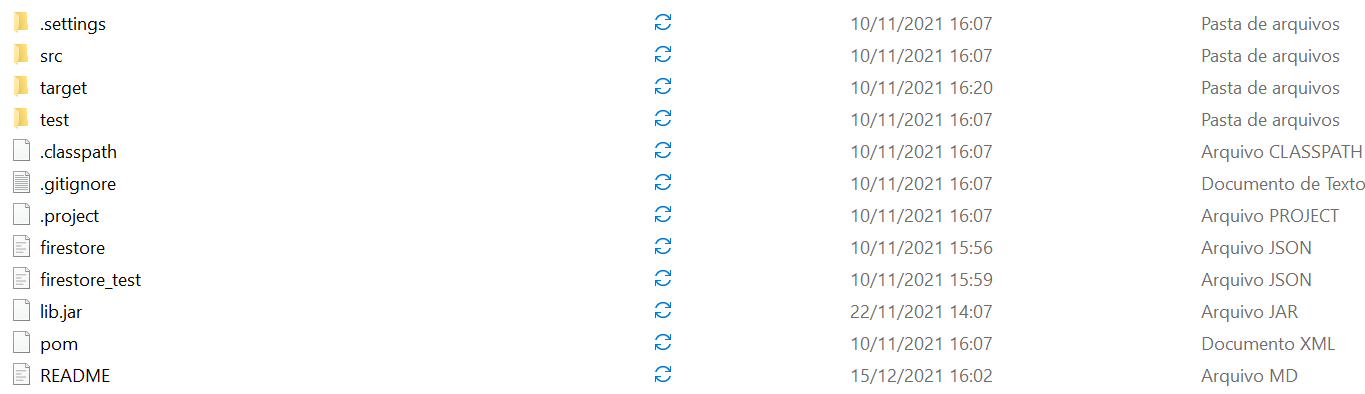 .settings 10/11/2021 16:07 Pasta de arquivos
src 10/11/2021 16:07 Pasta de arquivos
target 10/11/2021 16:20 Pasta de arquivos
test 10/11/2021 16:07 Pasta de arquivos
.classpath 10/11/2021 16:07 Arquivo CLASSPATH
.gitignore 10/11/2021 16:07 Documento de Texto
.project 10/11/2021 16:07 Arquivo PROJECT
firestore 10/11/2021 15:56 Arquivo JSON
firestore_test 10/11/2021 15:59 Arquivo JSON
lib.jar 22/11/2021 14:07 Arquivo JAR
pom 10/11/2021 16:07 Documento XML
README 15/12/2021 16:02 Arquivo MD